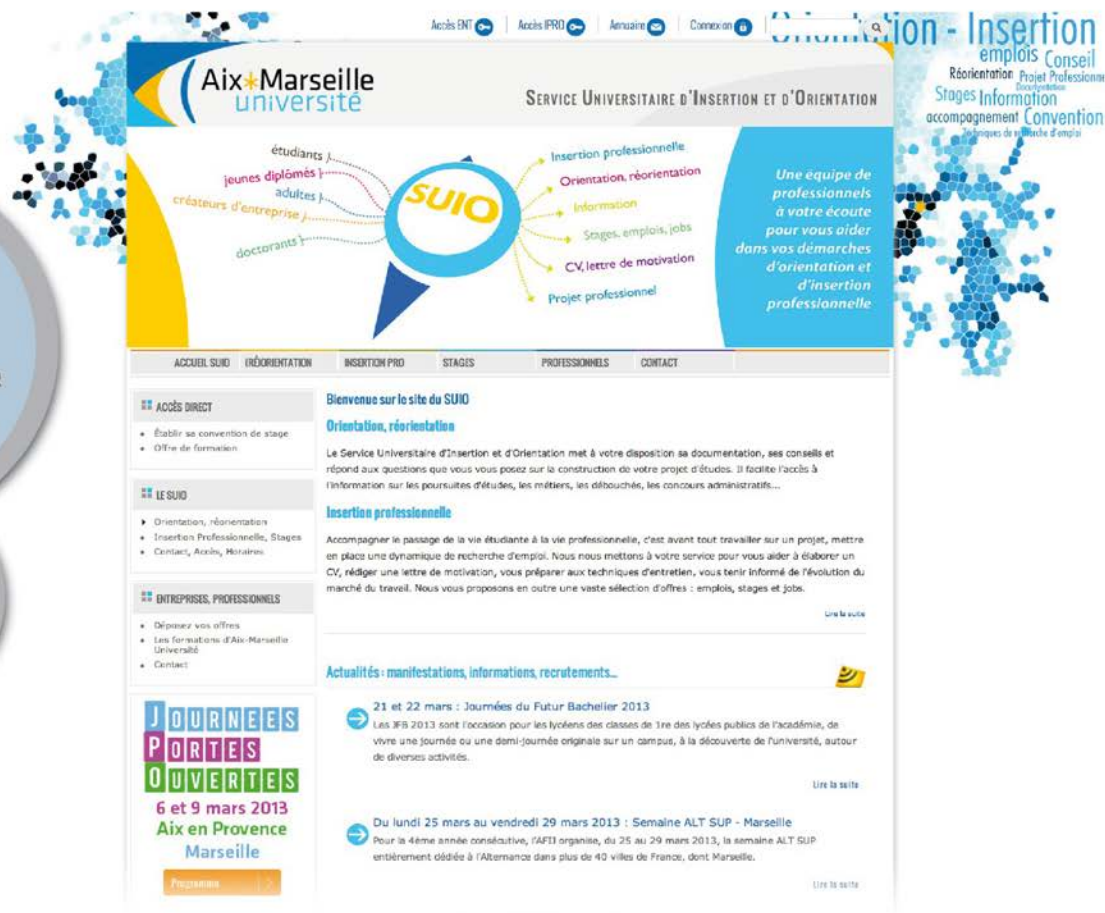 Accès ENT
Accès IPRO
Annuaire
Connexion
Orientation - Insertion
emplois Conseil
Réorientation Projet Professionne
Documentation
Stages Information
accompagnement Convention
Techniques de recherche d'emploi
Aix*Marseille
université
SERVICE UNIVERSITAIRE D'INSERTION ET D'ORIENTATION
étudiants
jeunes diplômés
adultes
créateurs d'entreprise
doctorants
SUIO
Insertion professionnelle
Orientation, réorientation
Information
Stages, emplois, jobs
CV, lettre de motivation
Projet professionnel
Une équipe de
professionnels
à votre écoute
pour vous aider
dans vos démarches
d'orientation et
d'insertion
professionnelle
ACCUEIL SUIO (RÉ)ORIENTATION INSERTION PRO STAGES PROFESSIONNELS CONTACT
ACCÈS DIRECT
Établir sa convention de stage
Offre de formation
LE SUIO
Orientation, réorientation
Insertion Professionnelle, Stages
Contact, Accès, Horaires
ENTREPRISES, PROFESSIONNELS
Déposez vos offres
Les formations d'Aix-Marseille
Université
Contact
JOURNEES
PORTES
OUVERTES
6 et 9 mars 2013
Aix en Provence
Marseille
Programme
Bienvenue sur le site du SUIO
Orientation, réorientation
Le Service Universitaire d'Insertion et d'Orientation met à votre disposition sa documentation, ses conseils et
répond aux questions que vous vous posez sur la construction de votre projet d'études. Il facilite l'accès à
l'information sur les poursuites d'études, les métiers, les débouchés, les concours administratifs...
Insertion professionnelle
Accompagner le passage de la vie étudiante à la vie professionnelle, c'est avant tout travailler sur un projet, mettre
en place une dynamique de recherche d'emploi. Nous nous mettons à votre service pour vous aider à élaborer un
CV, rédiger une lettre de motivation, vous préparer aux techniques d'entretien, vous tenir informé de l'évolution du
marché du travail. Nous vous proposons en outre une vaste sélection d'offres : emplois, stages et jobs.
Lire la suite
Actualités : manifestations, informations, recrutements...
21 et 22 mars : Journées du Futur Bachelier 2013
Les JFB 2013 sont l'occasion pour les lycéens des classes de 1re des lycées publics de l'académie, de
vivre une journée ou une demi-journée originale sur un campus, à la découverte de l'université, autour
de diverses activités.
Lire la suite
Du lundi 25 mars au vendredi 29 mars 2013 : Semaine ALT SUP - Marseille
Pour la 4ème année consécutive, l'AFIJ organise, du 25 au 29 mars 2013, la semaine ALT SUP
entièrement dédiée à l'Alternance dans plus de 40 villes de France, dont Marseille.
Lire la suite